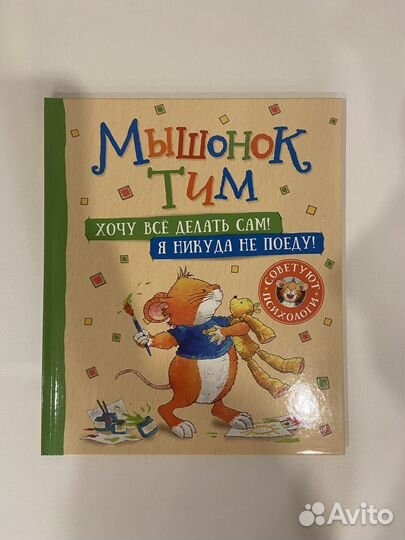 Мышонок
Тим
ХОЧУ ВСЁ ДЕЛАТЬ САМ!
Я НИКУДА НЕ ПОЕДУ!
СОВЕТУЮТ
ПСИХОЛОГИ
Avito